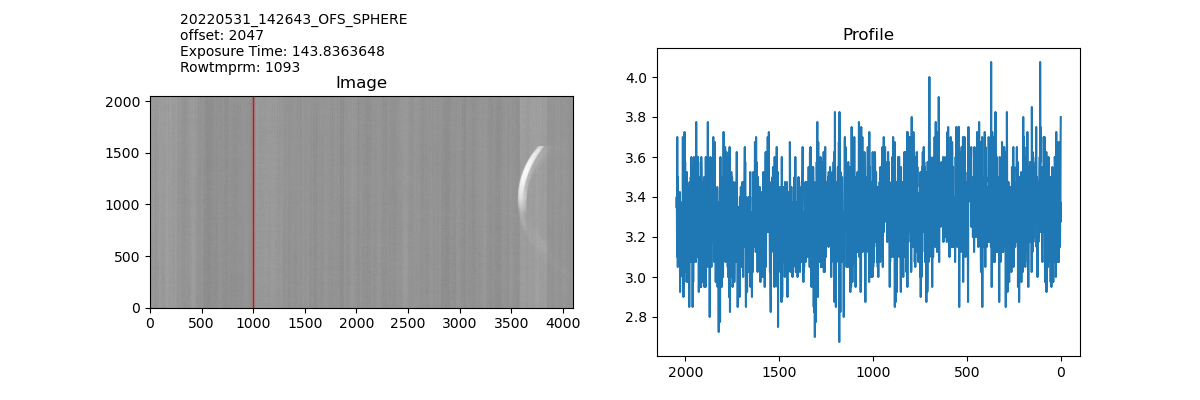 20220531_142643_OFS_SPHERE
offset: 2047
Exposure Time: 143.8363648
Rowtmprm: 1093
Image
2000
1500
1000
500
0
0 500 1000 1500 2000 2500 3000 3500 4000
Profile
4.0
3.8
3.6
3.4
3.2
3.0
2.8
2000 1500 1000 500 0